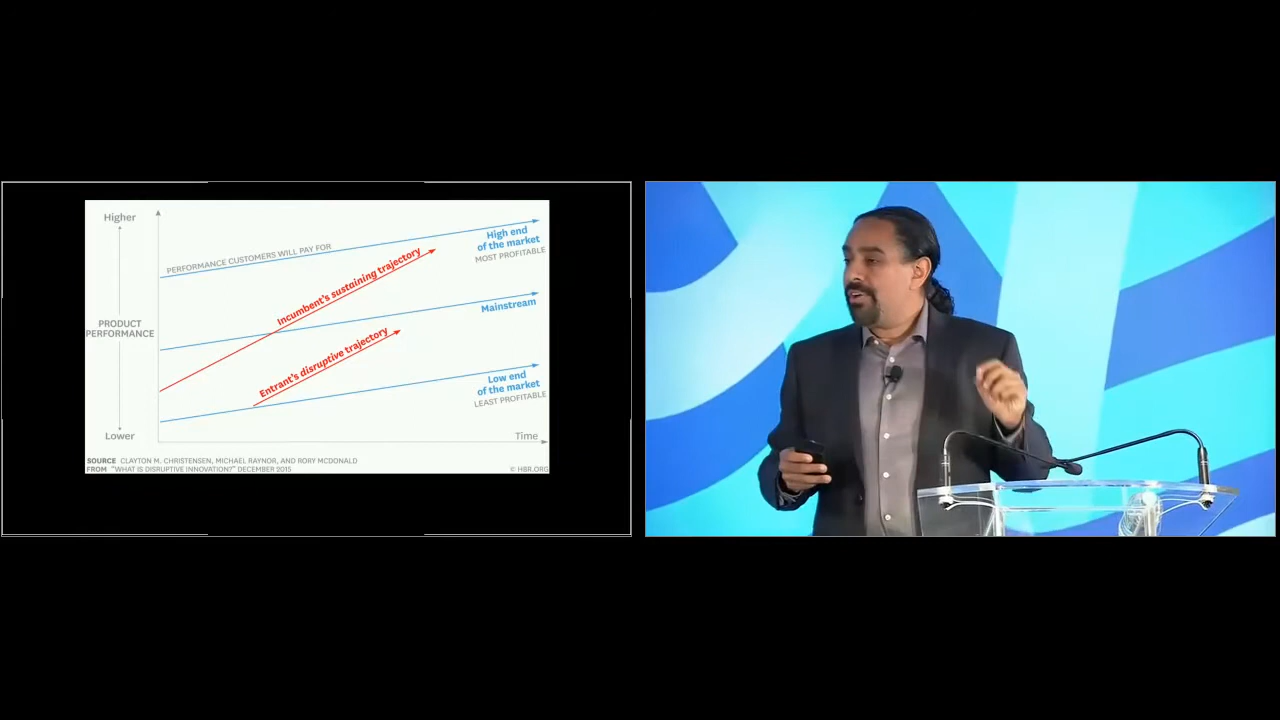 Higher
PERFORMANCE CUSTOMERS WILL PAY FOR
High end
of the market
MOST PROFITABLE
Incumbent's sustaining trajectory
Mainstream
PRODUCT
PERFORMANCE
Entrant's disruptive trajectory
Low end
of the market
LEAST PROFITABLE
Lower
Time
SOURCE CLAYTON M. CHRISTENSEN, MICHAEL RAYNOR, AND RORY MCDONALD
FROM "WHAT IS DISRUPTIVE INNOVATION?" DECEMBER 2015
© HBR.ORG